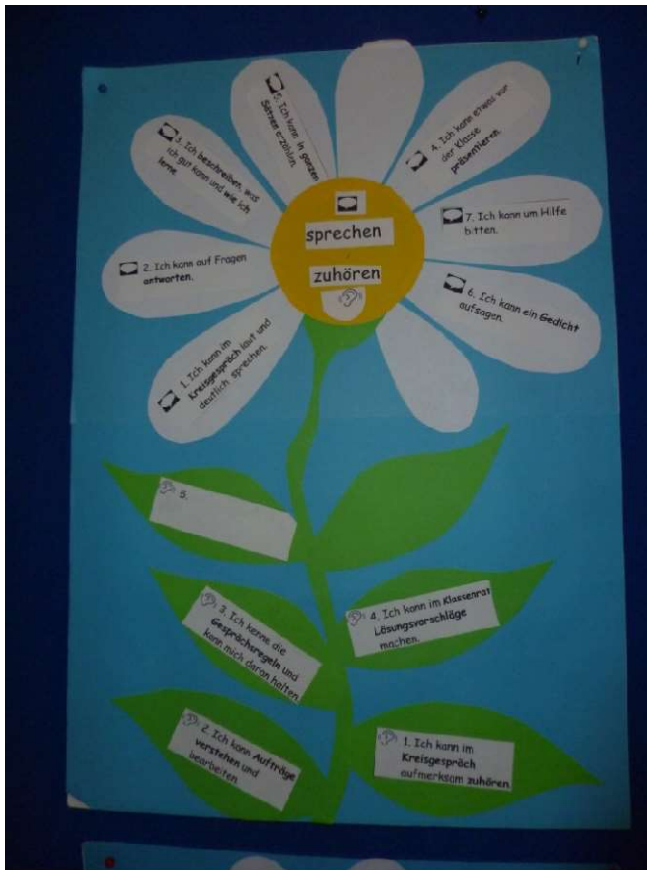 sprechen
zuhören
1. Ich kann im
Kreisgespräch laut und
deutlich sprechen.
2. Ich kann auf Fragen
antworten.
3. Ich beschreiben, was
ich gut kann und wie ich
lerne.
5. Ich kann in ganzen
Sätzen erzählen.
4. Ich kann etwas vor
der Klasse
präsentieren.
7. Ich kann um Hilfe
bitten.
6. Ich kann ein Gedicht
aufsagen.
5.
3. Ich kenne die
Gesprächsregeln und
kann mich daran halten.
4. Ich kann im Klassenrat
Lösungsvorschläge
machen.
2. Ich kann Aufträge
verstehen und
bearbeiten
1. Ich kann im
Kreisgespräch
aufmerksam zuhören.